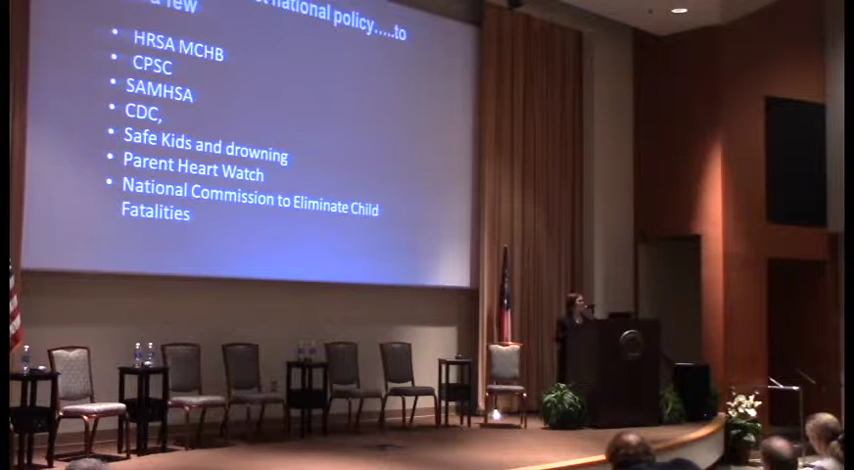 national policy.....to
a few
• HRSA MCHB
• CPSC
• SAMHSA
• CDC,
• Safe Kids and drowning
• Parent Heart Watch
• National Commission to Eliminate Child
Fatalities